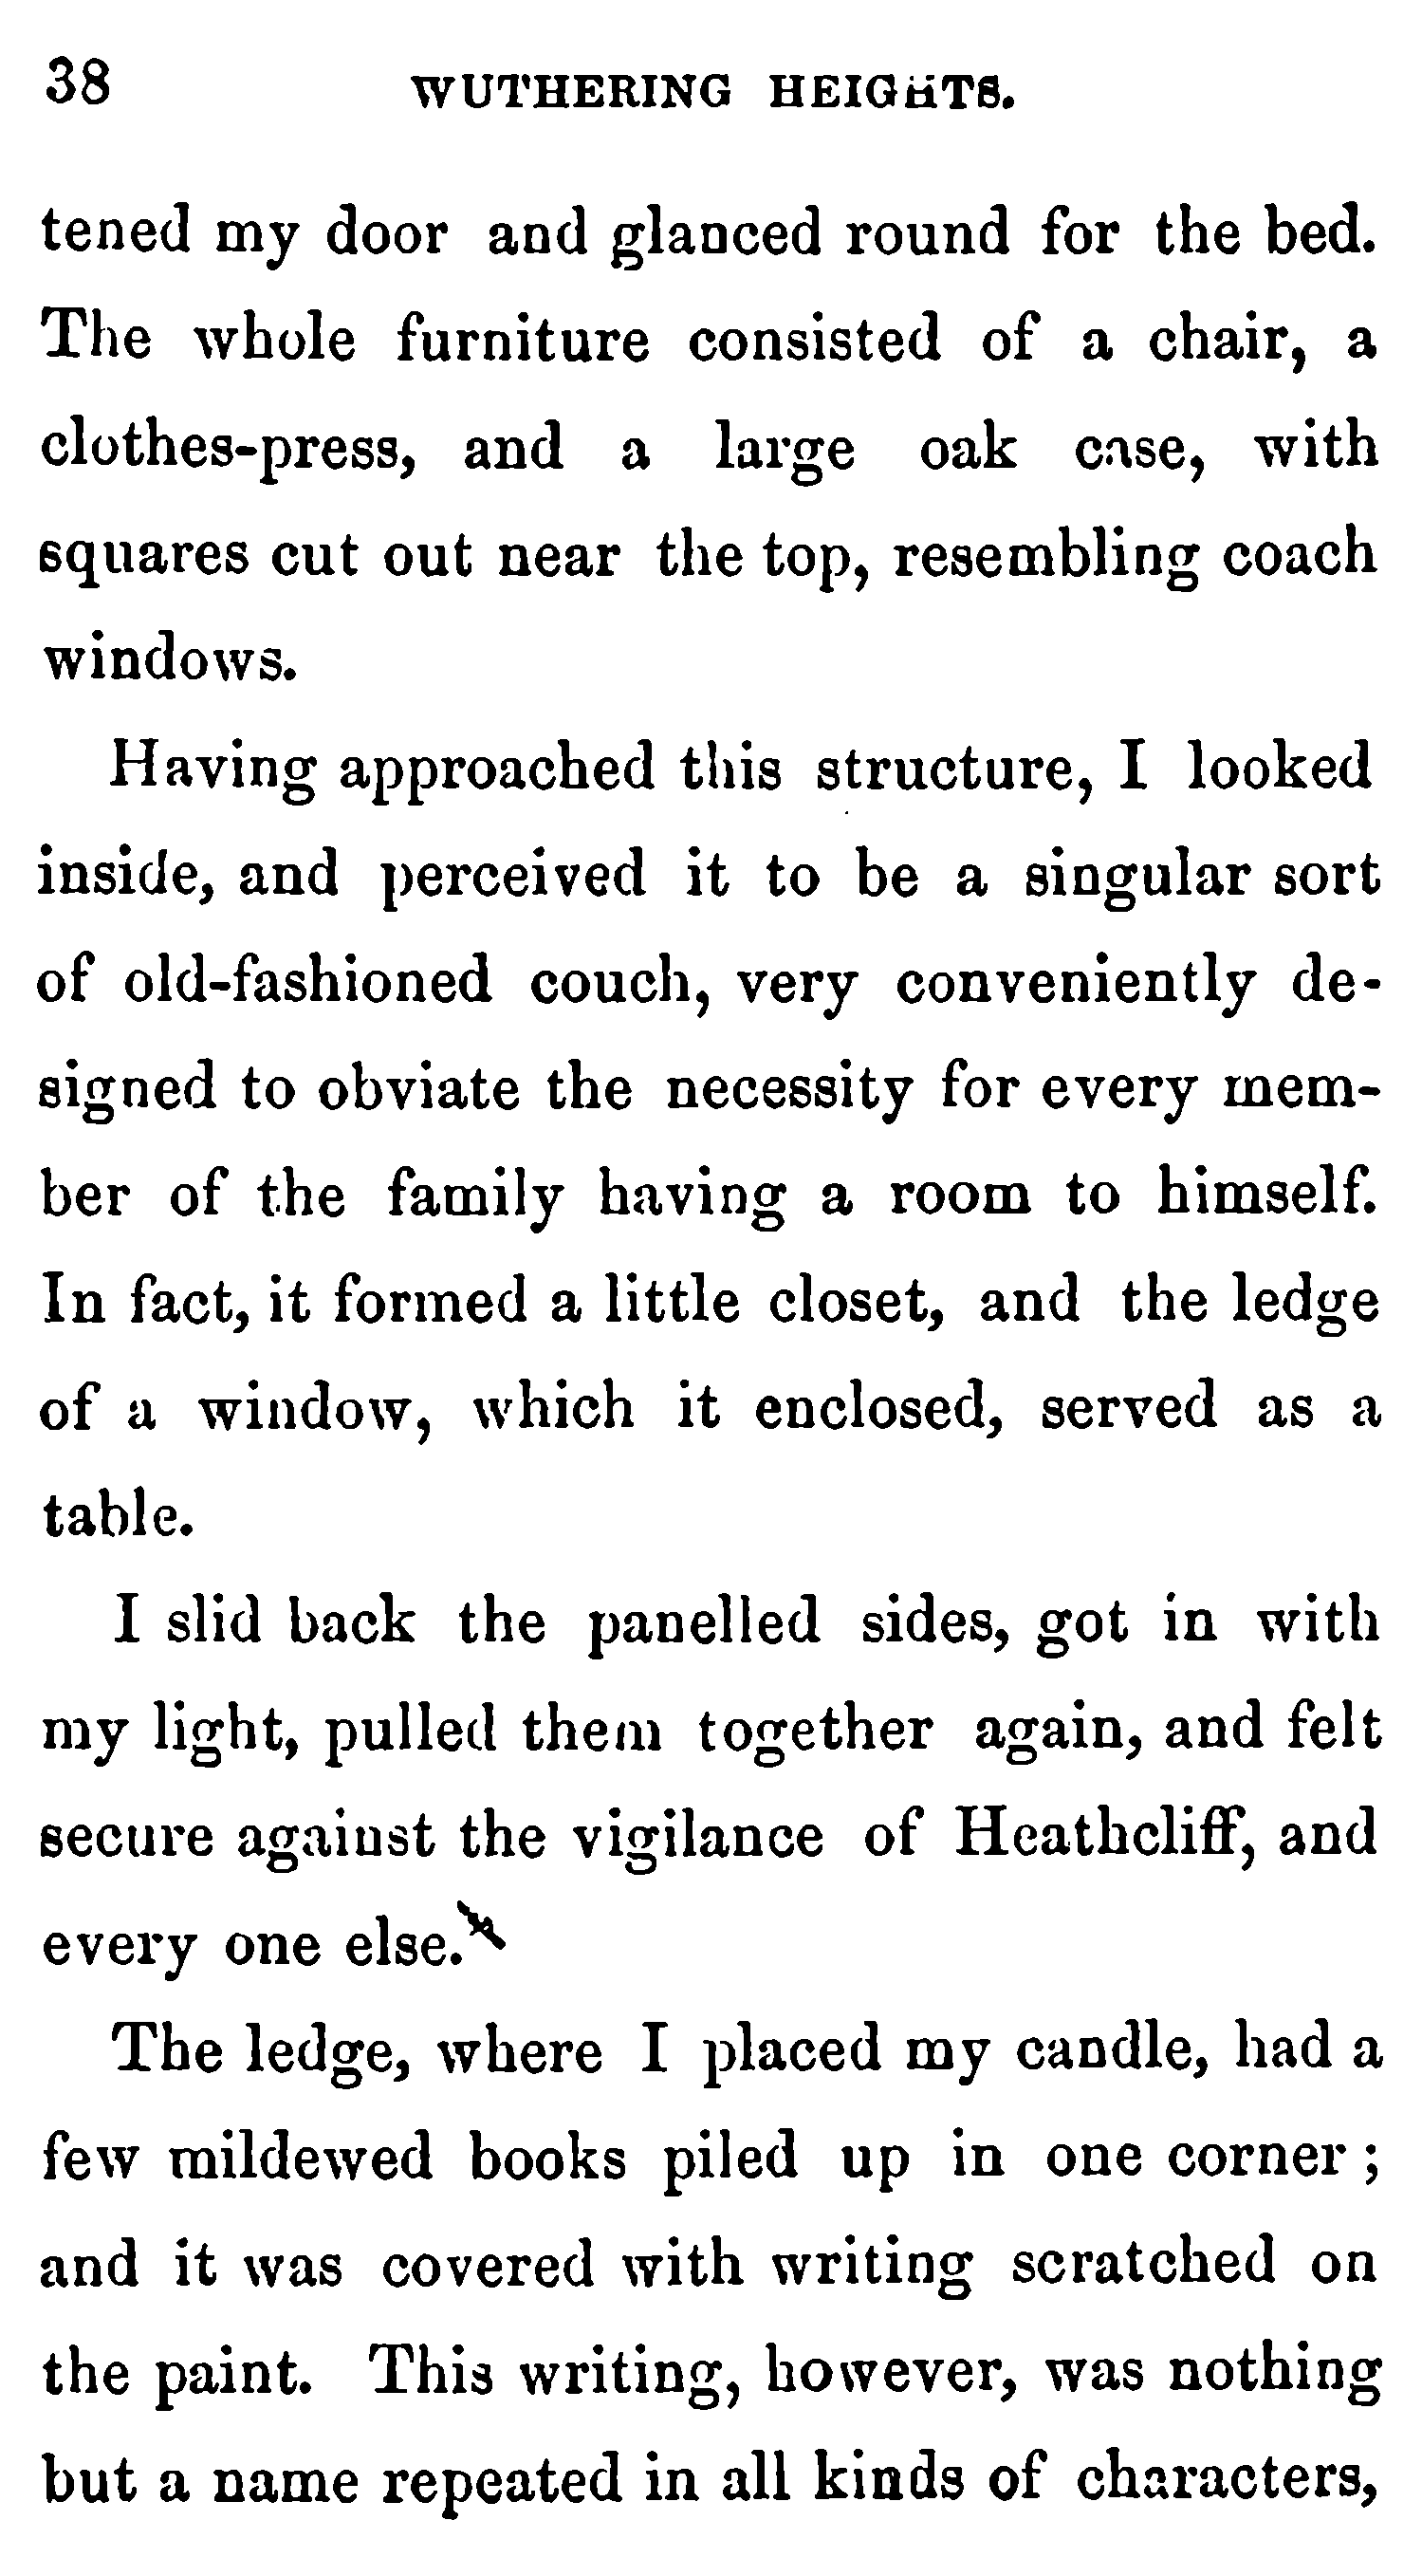 38 WUTHERING HEIGHTS.
tened my door and glanced round for the bed.
The whole furniture consisted of a chair, a
clothes-press, and a large oak case, with
squares cut out near the top, resembling coach
windows.
Having approached this structure, I looked
inside, and perceived it to be a singular sort
of old-fashioned couch, very conveniently de-
signed to obviate the necessity for every mem-
ber of the family having a room to himself.
In fact, it formed a little closet, and the ledge
of a window, which it enclosed, served as a
table.
I slid back the panelled sides, got in with
my light, pulled them together again, and felt
secure against the vigilance of Heathcliff, and
every one else.
The ledge, where I placed my candle, had a
few mildewed books piled up in one corner ;
and it was covered with writing scratched on
the paint. This writing, however, was nothing
but a name repeated in all kinds of characters,